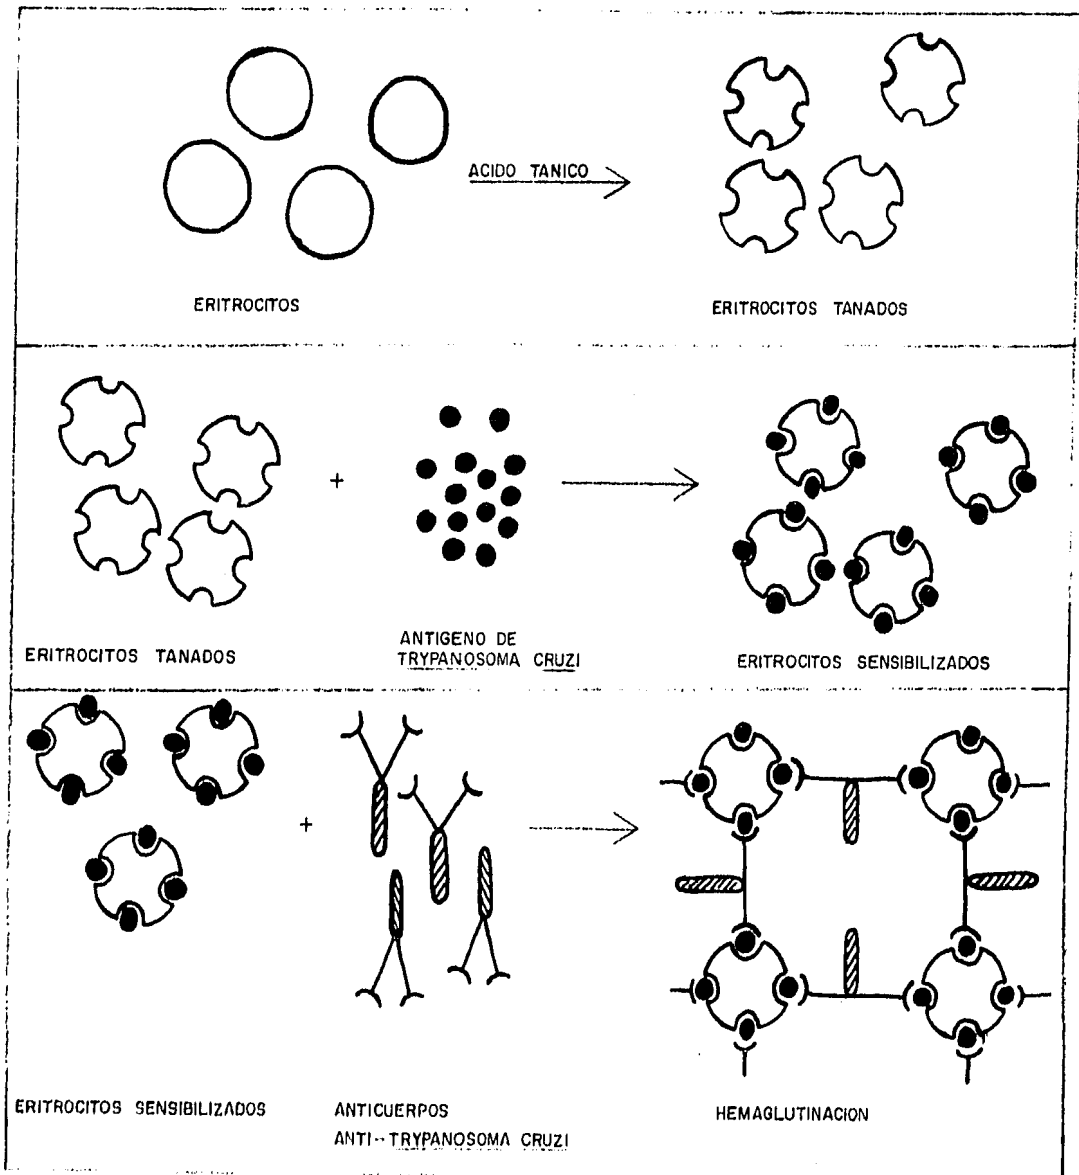 ACIDO TANICO
ERITROCITOS
ERITROCITOS TANADOS
+
ERITROCITOS TANADOS
ANTIGENO DE
TRYPANOSOMA CRUZI
ERITROCITOS SENSIBILIZADOS
+
ERITROCITOS SENSIBILIZADOS
ANTICUERPOS
ANTI-TRYPANOSOMA CRUZI
HEMAGLUTINACION